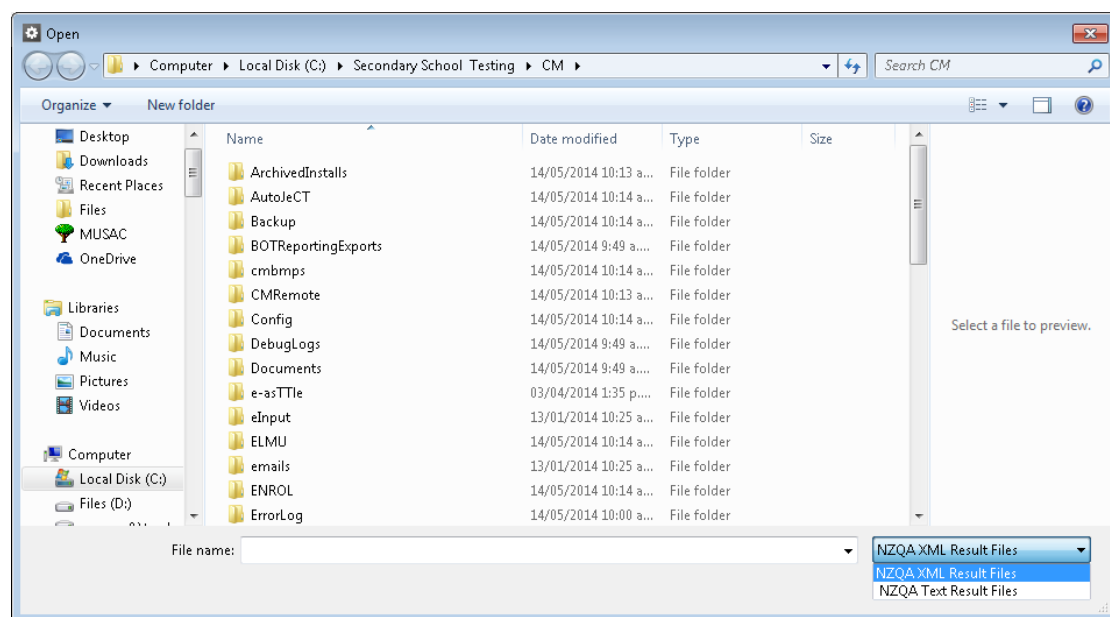 Open
Computer ▸ Local Disk (C:) ▸ Secondary School Testing ▸ CM ▸
Search CM
Organize
New folder
Desktop
Downloads
Recent Places
Files
MUSAC
OneDrive
Libraries
Documents
Music
Pictures
Videos
Computer
Local Disk (C:)
Files (D:)
Name Date modified Type Size
ArchivedInstalls 14/05/2014 10:13 a... File folder
AutoJeCT 14/05/2014 10:14 a... File folder
Backup 14/05/2014 10:14 a... File folder
BOTReportingExports 14/05/2014 9:49 a.... File folder
cmbmps 14/05/2014 10:14 a... File folder
CMRemote 14/05/2014 10:13 a... File folder
Config 14/05/2014 10:14 a... File folder
DebugLogs 14/05/2014 9:49 a.... File folder
Documents 14/05/2014 9:49 a.... File folder
e-asTTle 03/04/2014 1:35 p.... File folder
eInput 13/01/2014 10:25 a... File folder
ELMU 14/05/2014 10:14 a... File folder
emails 13/01/2014 10:25 a... File folder
ENROL 14/05/2014 10:14 a... File folder
ErrorLog 14/05/2014 10:00 a... File folder
Select a file to preview.
File name:
NZQA XML Result Files
NZQA XML Result Files
NZQA Text Result Files